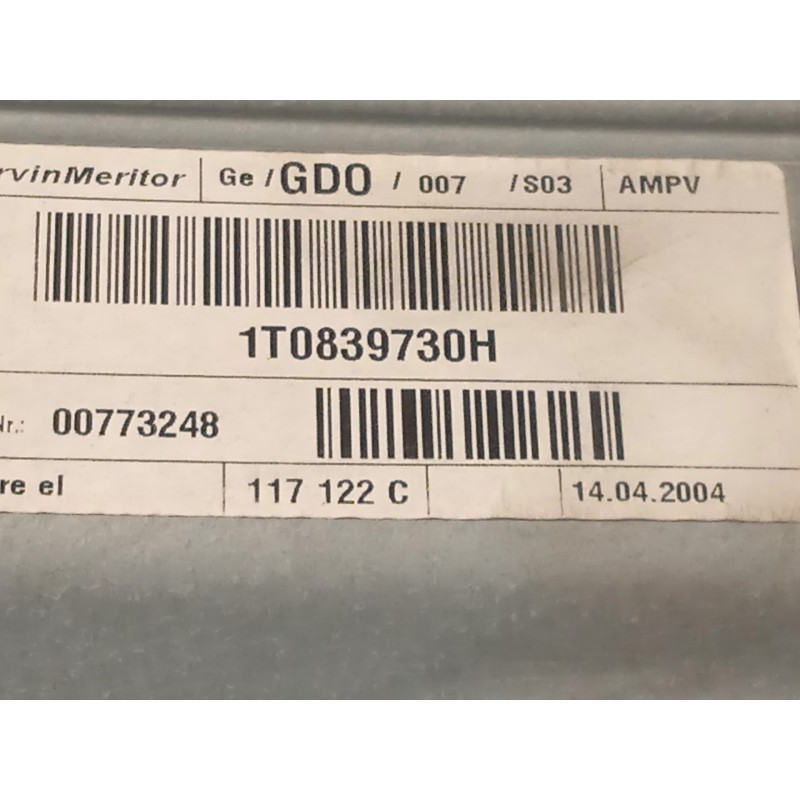 rvinMeritor Ge / GDO / 007 / S03 AMPV
1T0839730H
Nr.: 00773248
re el 117 122 C 14.04.2004